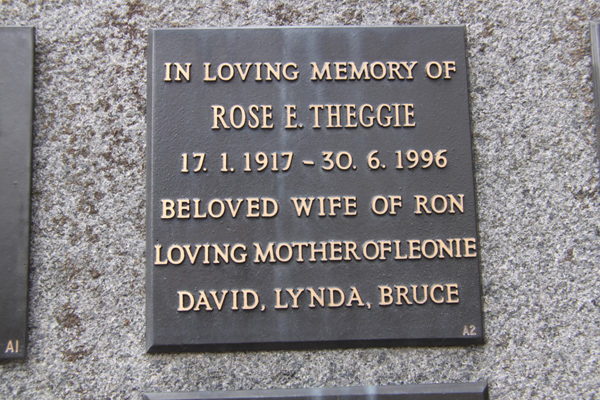 IN LOVING MEMORY OF
ROSE E. THEGGIE
17. 1. 1917 - 30. 6. 1996
BELOVED WIFE OF RON
LOVING MOTHER OF LEONIE
DAVID, LYNDA, BRUCE
A2
A1